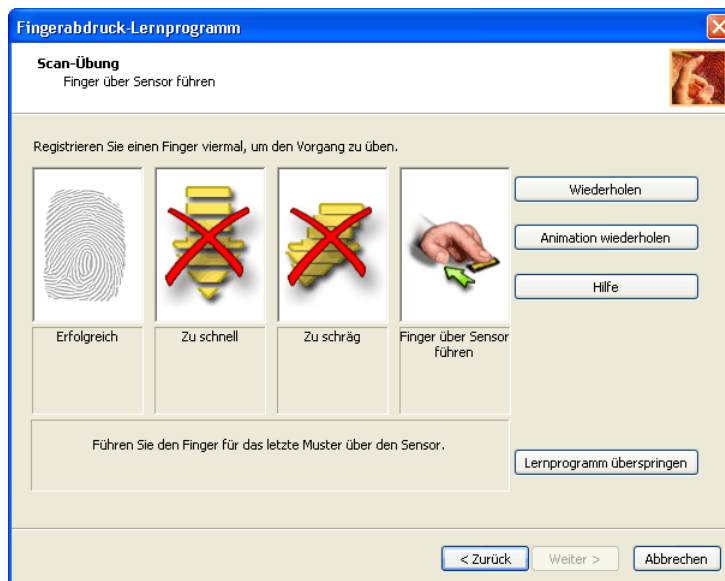 Fingerabdruck-Lernprogramm
Scan-Übung
Finger über Sensor führen
Registrieren Sie einen Finger viermal, um den Vorgang zu üben.
Erfolgreich
Zu schnell
Zu schräg
Finger über Sensor
führen
Wiederholen
Animation wiederholen
Hilfe
Führen Sie den Finger für das letzte Muster über den Sensor.
Lernprogramm überspringen
< Zurück
Weiter >
Abbrechen